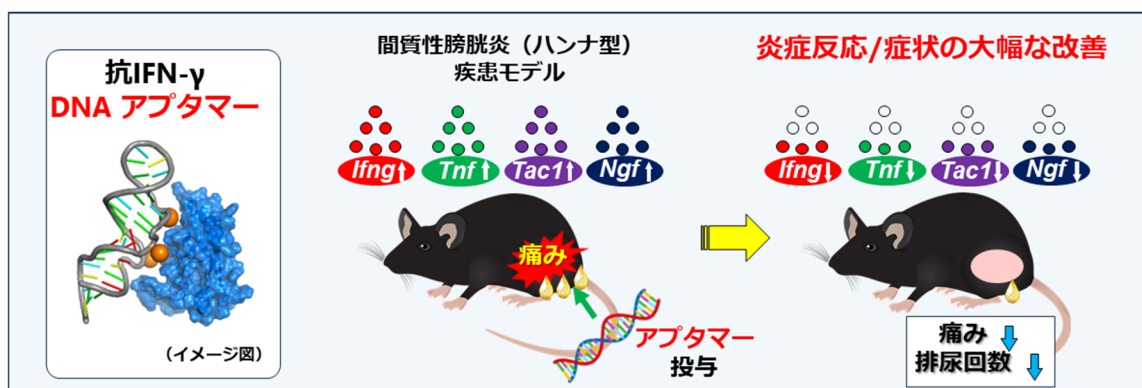 抗IFN-γ
DNA アプタマー
(イメージ図)
間質性膀胱炎（ハンナ型）
疾患モデル
Ifng↑ Tnf↑ Tac1↑ Ngf↑
痛み
アプタマー
投与
炎症反応/症状の大幅な改善
Ifng↓ Tnf↓ Tac1↓ Ngf↓
痛み
排尿回数